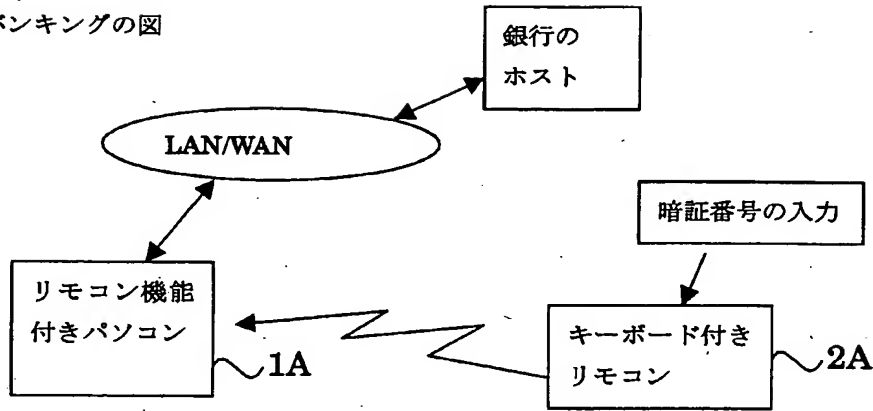 バンキングの図
銀行の
ホスト
LAN/WAN
暗証番号の入力
リモコン機能
付きパソコン
1A
キーボード付き
リモコン
2A